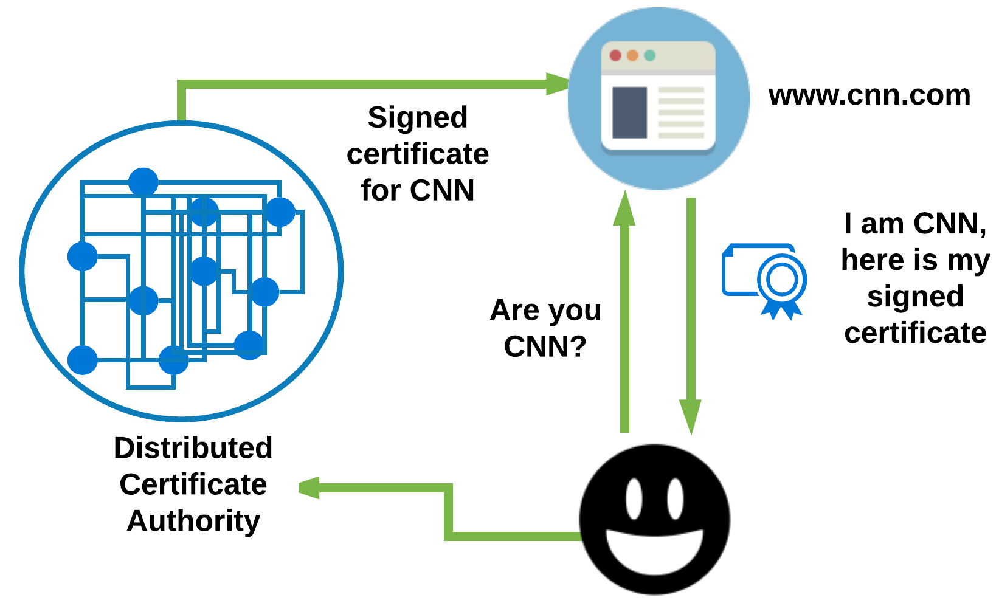 www.cnn.com
Signed
certificate
for CNN
I am CNN,
here is my
signed
certificate
Are you
CNN?
Distributed
Certificate
Authority